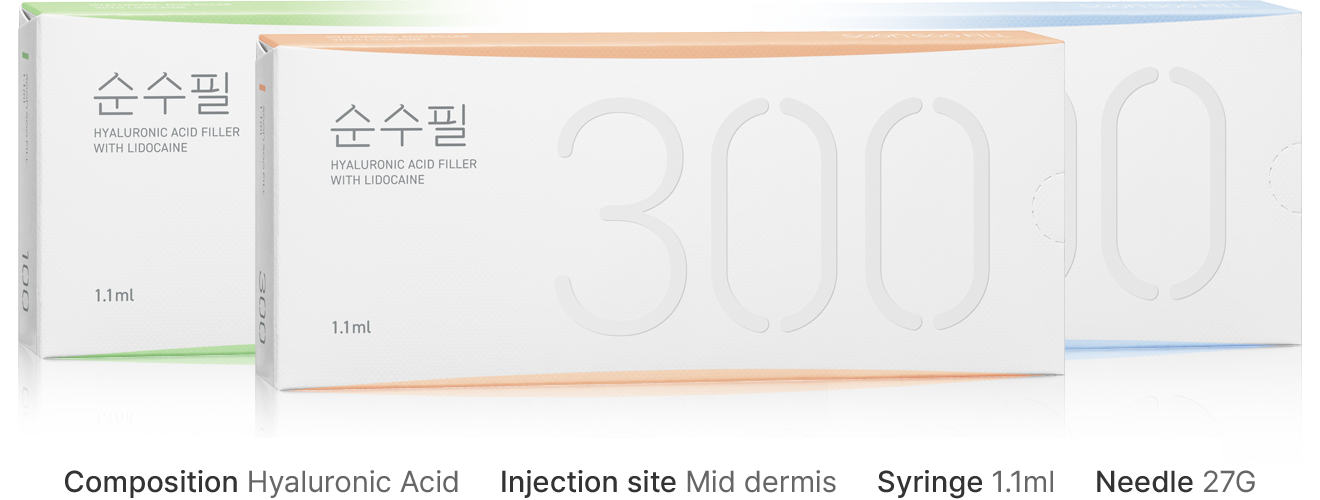 순수필
HYALURONIC ACID FILLER
WITH LIDOCAINE
1.1ml
100
순수필
HYALURONIC ACID FILLER
WITH LIDOCAINE
1.1ml
300
300
Composition Hyaluronic Acid Injection site Mid dermis Syringe 1.1ml Needle 27G